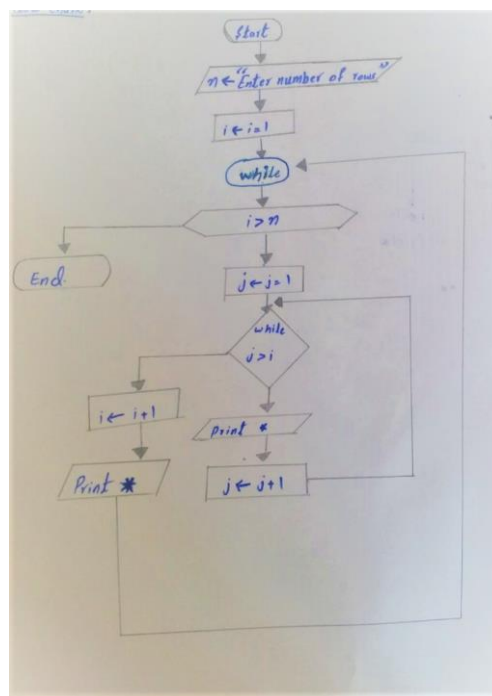 Start
n ← "Enter number of rows"
i ← i=1
while
i > n
End.
j ← j=1
while
j > i
i ← i+1
Print *
Print *
j ← j+1